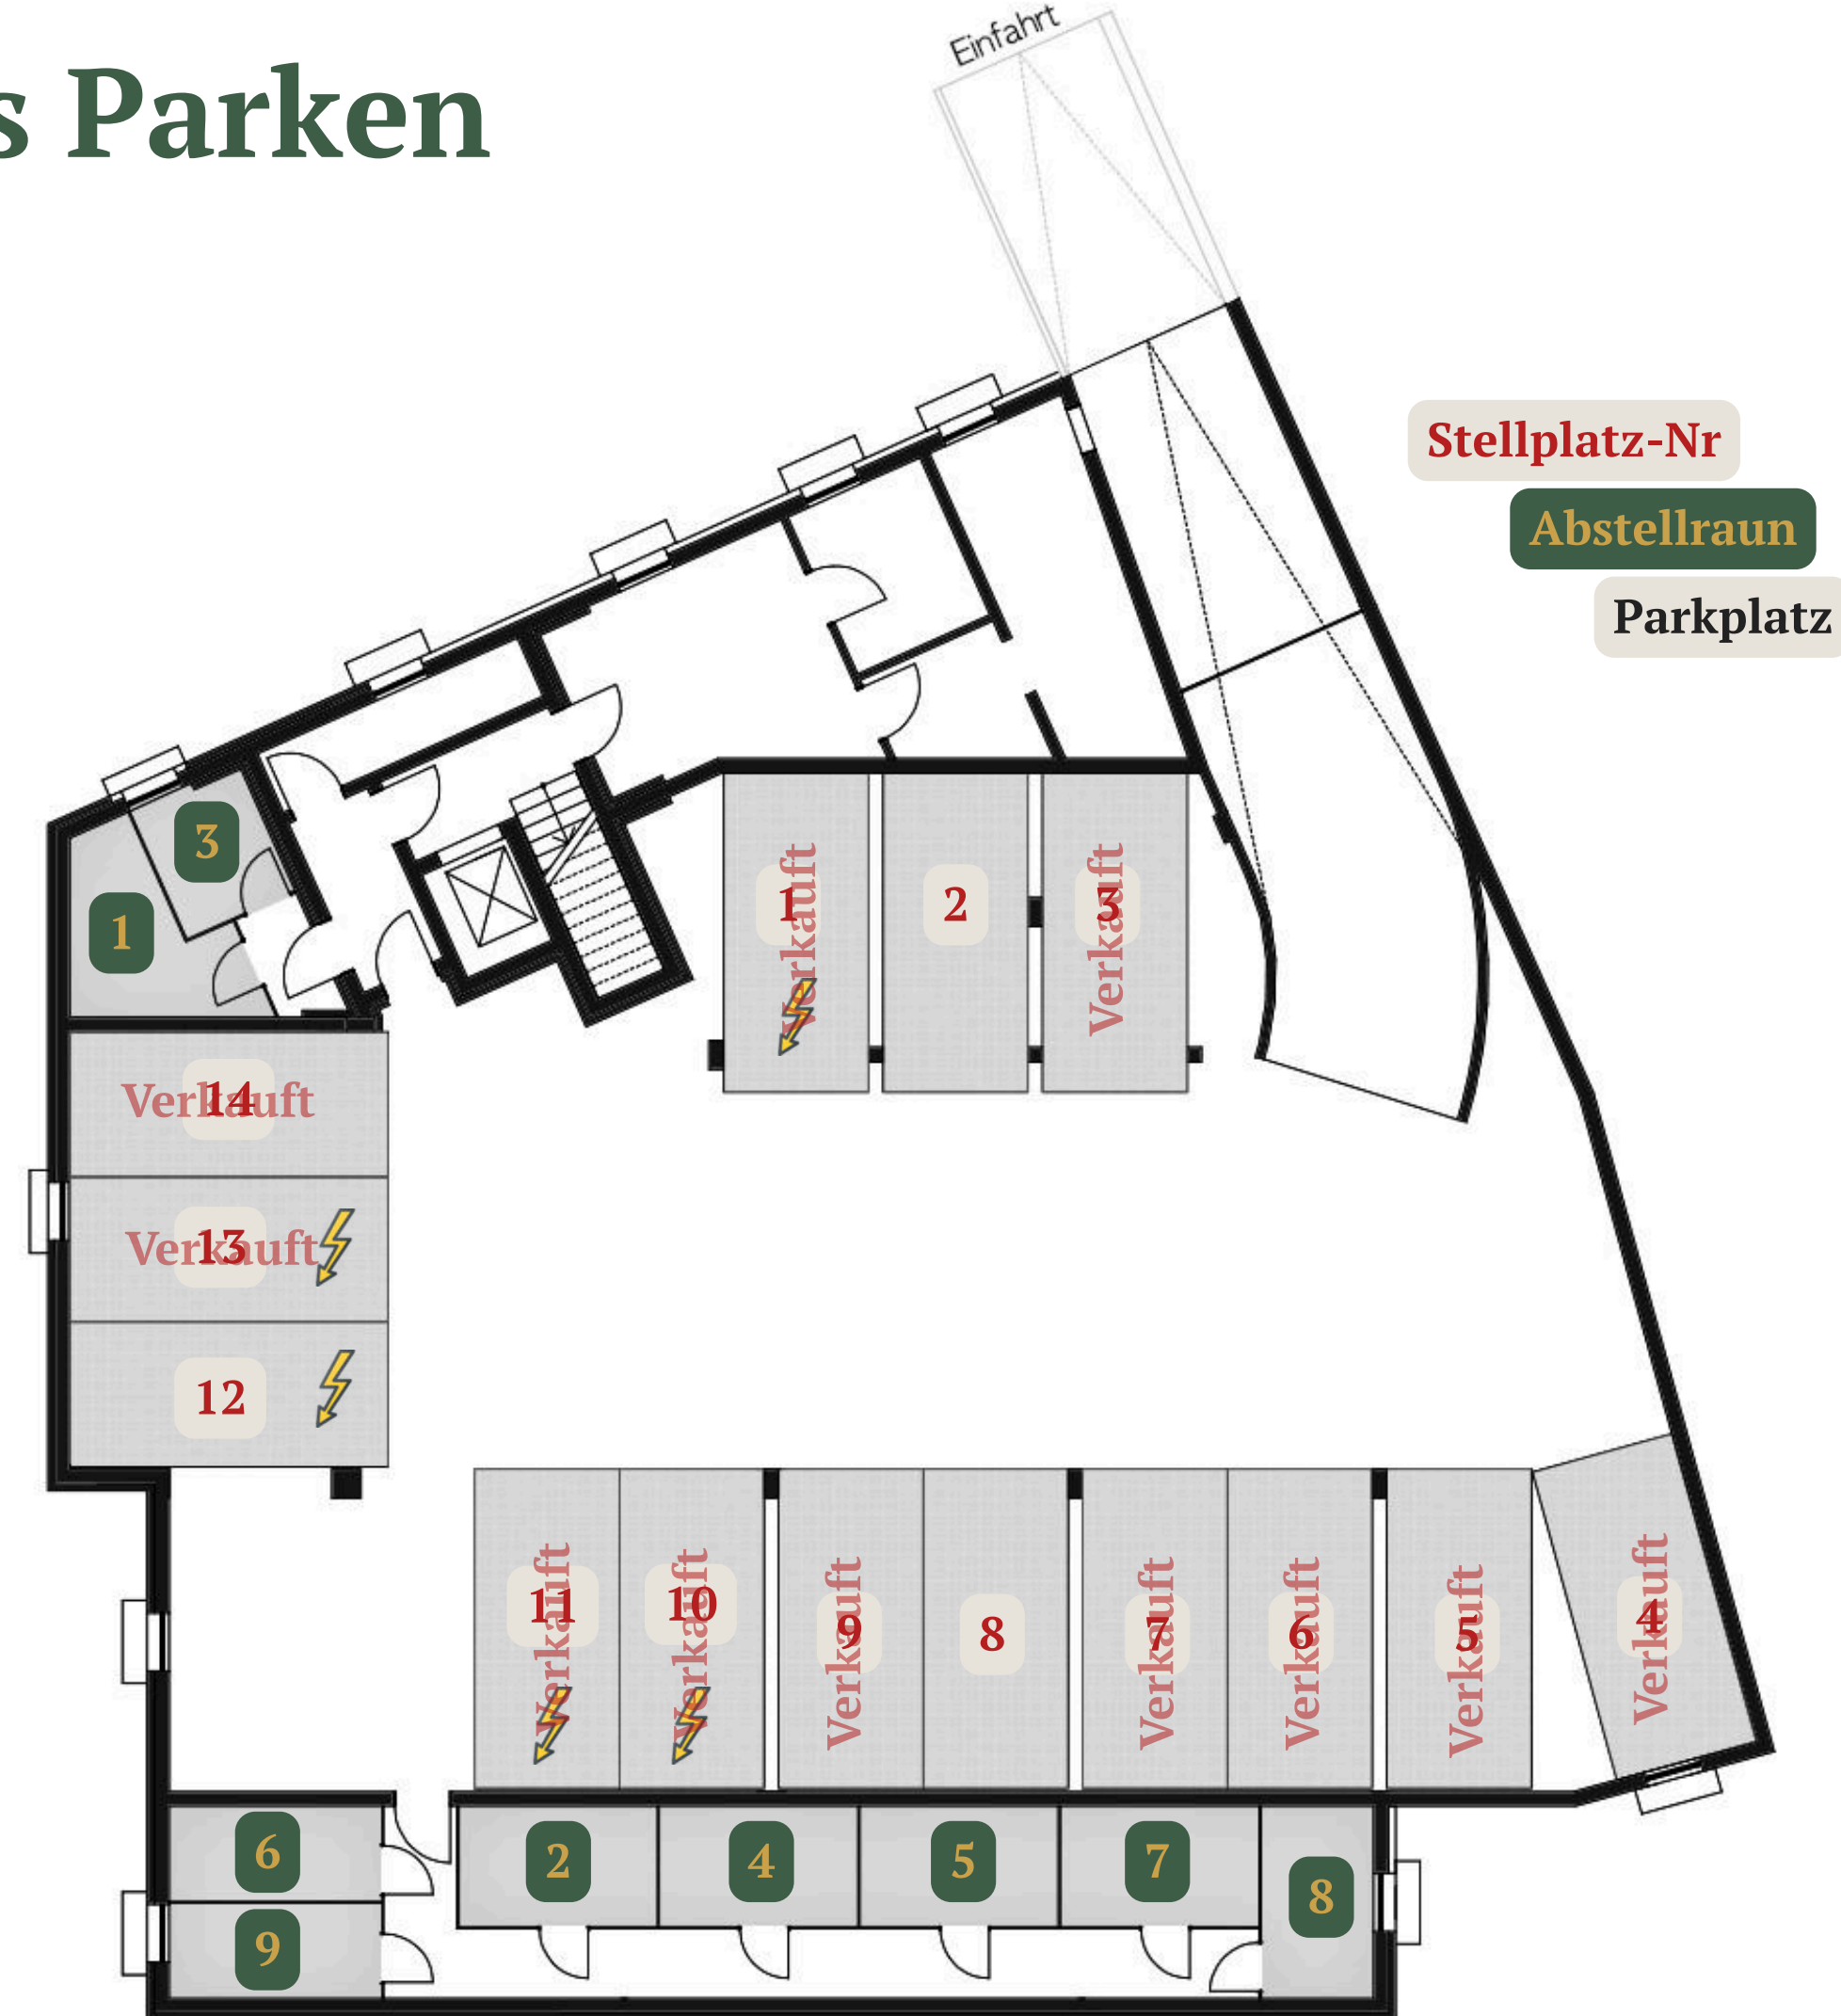 Einfahrt
s Parken
Stellplatz-Nr
Abstellraun
Parkplatz
3
1
1
Verkauft
2
3
Verkauft
14
Verkauft
13
Verkauft
12
11
Verkauft
10
Verkauft
9
Verkauft
8
7
Verkauft
6
Verkauft
5
Verkauft
4
Verkauft
6
2
4
5
7
8
9